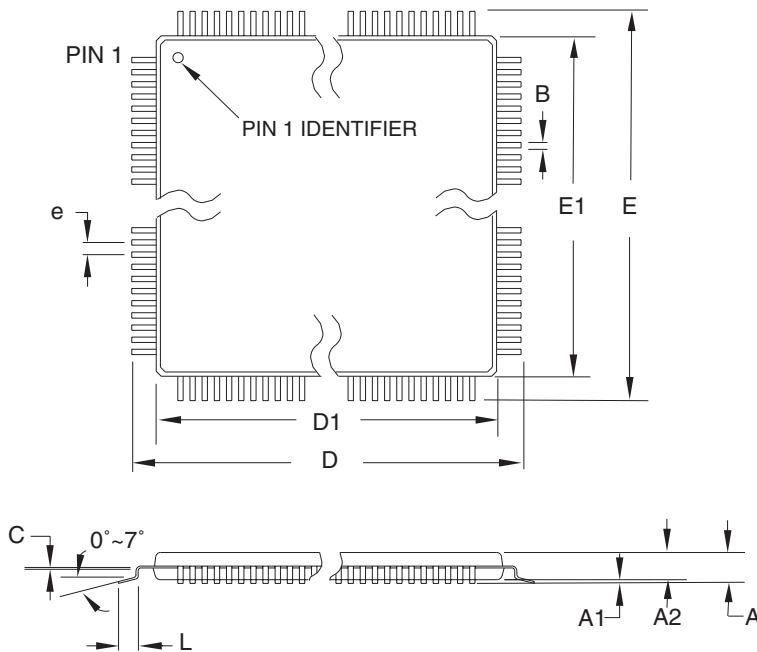 PIN 1
B
PIN 1 IDENTIFIER
e
E1
E
D1
D
C
0°~7°
A1
A2
A
L